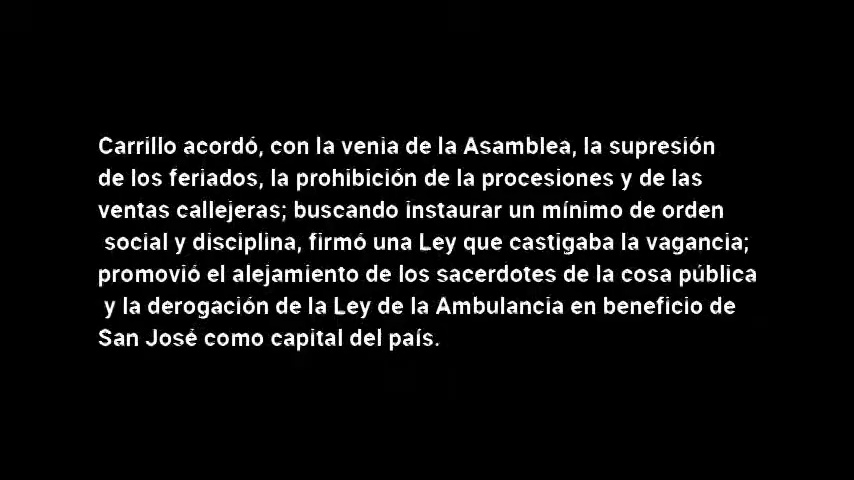 Carrillo acordó, con la venia de la Asamblea, la supresión
de los feriados, la prohibición de la procesiones y de las
ventas callejeras; buscando instaurar un mínimo de orden
social y disciplina, firmó una Ley que castigaba la vagancia;
promovió el alejamiento de los sacerdotes de la cosa pública
y la derogación de la Ley de la Ambulancia en beneficio de
San José como capital del país.